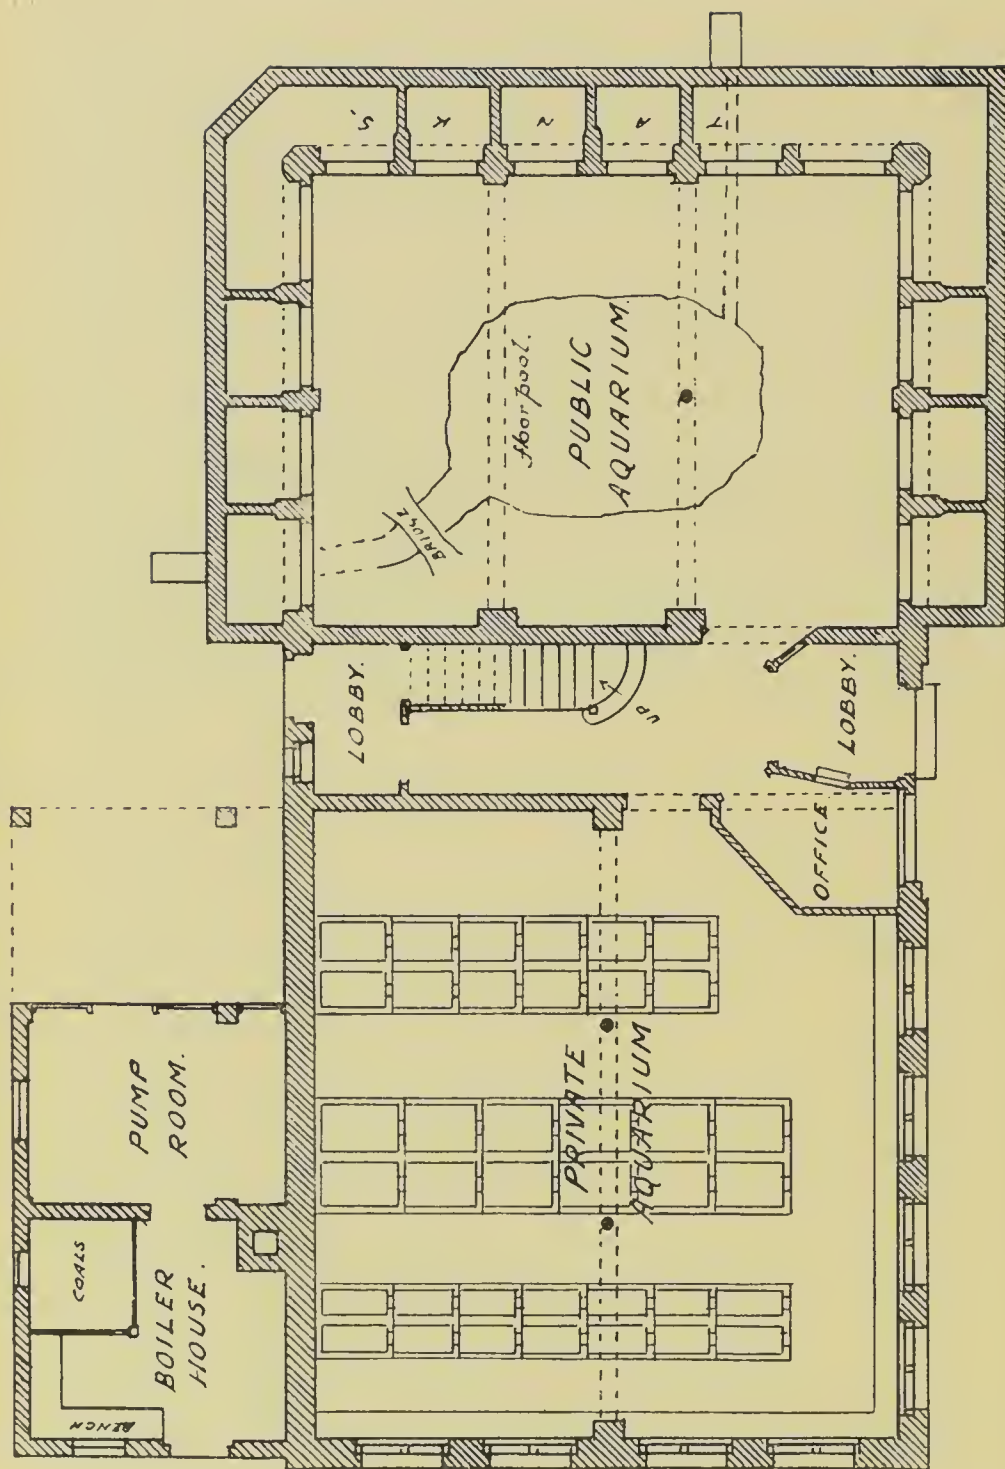 T A N K S.
floor pool.
PUBLIC
AQUARIUM.
BRIDGE
LOBBY.
UP
LOBBY.
OFFICE
PRIVATE
AQUARIUM
PUMP
ROOM.
COALS
BOILER
HOUSE.
BENCH